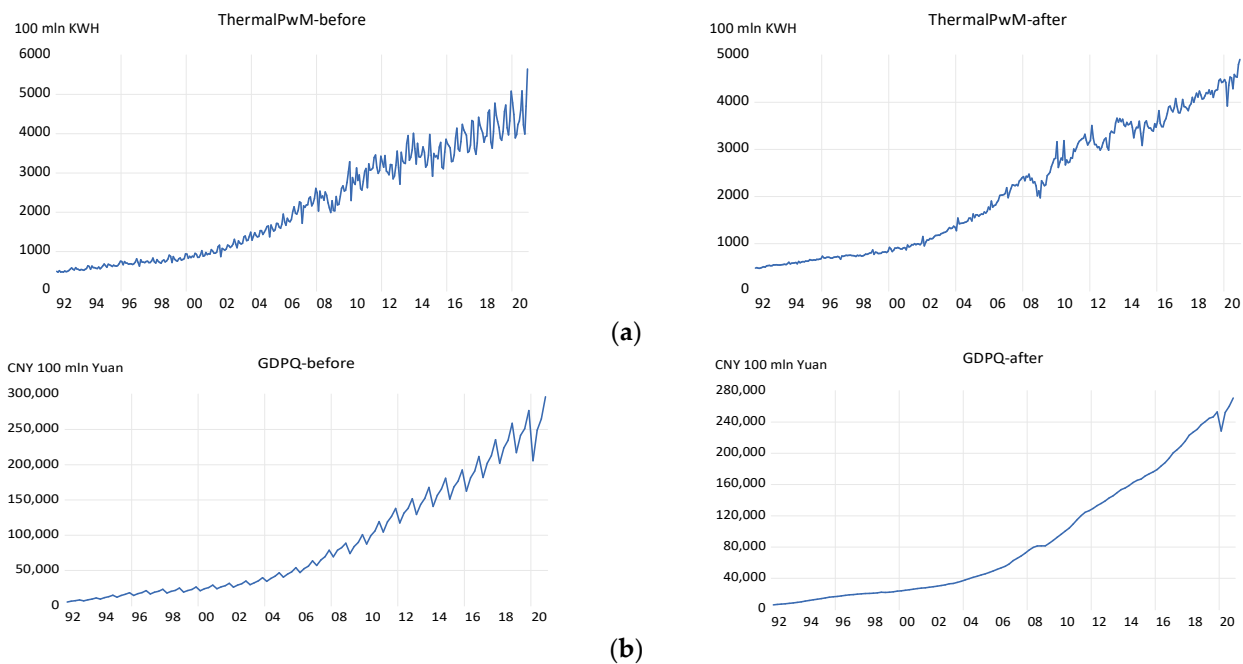 ThermalPwM-before
100 mln KWH
6000
5000
4000
3000
2000
1000
0
92 94 96 98 00 02 04 06 08 10 12 14 16 18 20
ThermalPwM-after
100 mln KWH
5000
4000
3000
2000
1000
0
92 94 96 98 00 02 04 06 08 10 12 14 16 18 20
(a)
GDPQ-before
CNY 100 mln Yuan
300,000
250,000
200,000
150,000
100,000
50,000
0
92 94 96 98 00 02 04 06 08 10 12 14 16 18 20
GDPQ-after
CNY 100 mln Yuan
280,000
240,000
200,000
160,000
120,000
80,000
40,000
0
92 94 96 98 00 02 04 06 08 10 12 14 16 18 20
(b)